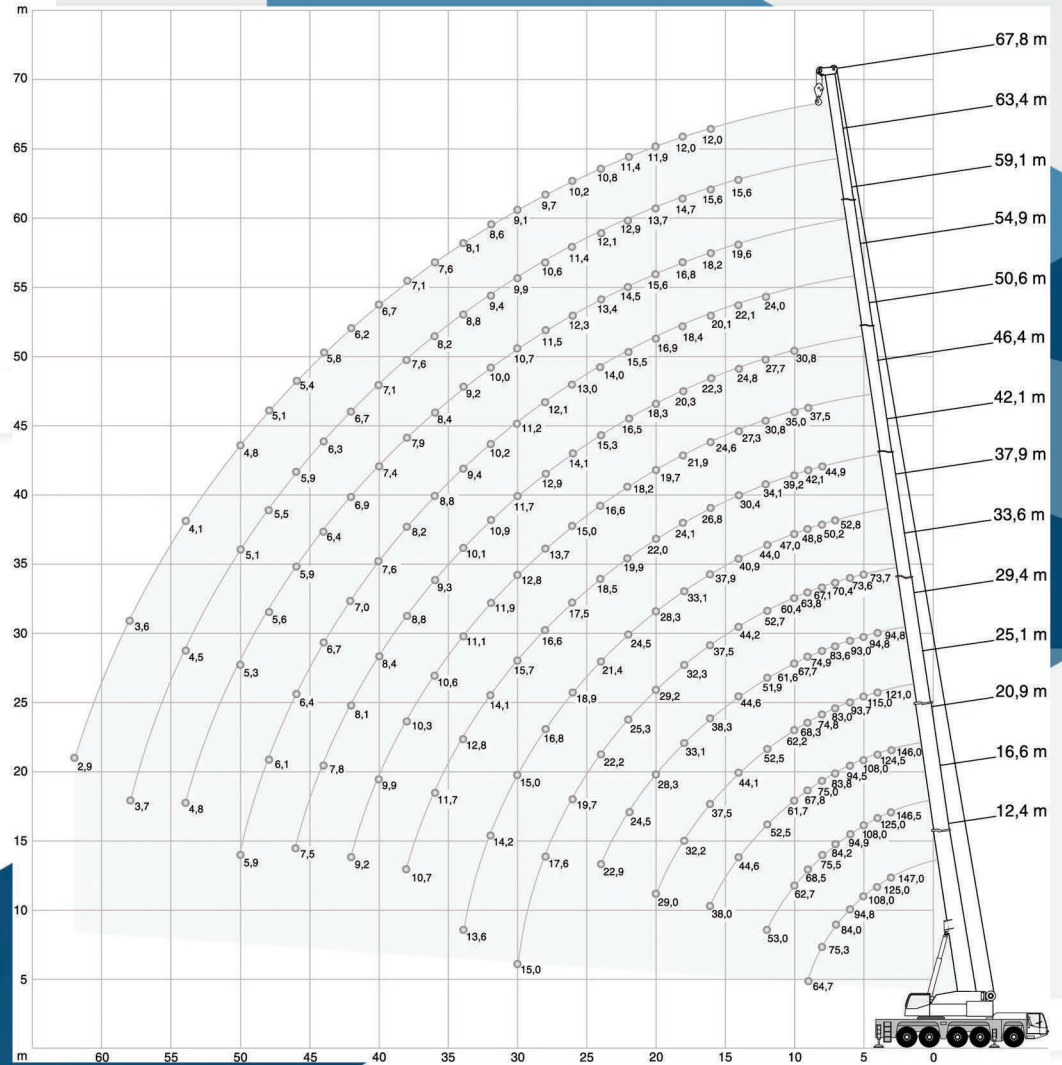 m
70
65
60
55
50
45
40
35
30
25
20
15
10
5
m 60 55 50 45 40 35 30 25 20 15 10 5 0
67,8 m
63,4 m
59,1 m
54,9 m
50,6 m
46,4 m
42,1 m
37,9 m
33,6 m
29,4 m
25,1 m
20,9 m
16,6 m
12,4 m
2,9 3,6 4,1 4,8 5,1 5,4 5,8 6,2 6,7 7,1 7,6 8,1 8,6 9,1 9,7 10,2 10,8 11,4 11,9 12,0 12,0
3,7 4,5 5,1 5,5 5,9 6,3 6,7 7,1 7,6 8,2 8,8 9,4 9,9 10,6 11,4 12,1 12,9 13,7 14,7 15,6 15,6
4,8 5,3 5,6 5,9 6,4 6,9 7,4 7,9 8,4 9,2 10,0 10,7 11,5 12,3 13,4 14,5 15,6 16,8 18,2 19,6
5,9 6,1 6,4 6,7 7,0 7,6 8,2 8,8 9,4 10,2 11,2 12,1 13,0 14,0 15,5 16,9 18,4 20,1 22,1 24,0
7,5 7,8 8,1 8,4 8,8 9,3 10,1 10,9 11,7 12,9 14,1 15,3 16,5 18,3 20,3 22,3 24,8 27,7 30,8
9,2 9,9 10,3 10,6 11,1 11,9 12,8 13,7 15,0 16,6 18,2 19,7 21,9 24,6 27,3 30,8 35,0 37,5
10,7 11,7 12,8 14,1 15,7 16,6 17,5 18,5 19,9 22,0 24,1 26,8 30,4 34,1 39,2 42,1 44,9
13,6 14,2 15,0 16,8 18,9 21,4 24,5 28,3 33,1 37,9 40,9 44,0 47,0 48,8 50,2 52,8
15,0 17,6 19,7 22,2 25,3 29,2 32,3 37,5 44,2 52,7 60,4 63,8 67,1 70,4 73,6 73,7
22,9 24,5 28,3 33,1 38,3 44,6 51,9 61,6 67,7 74,9 83,6 93,0 94,8 94,8
29,0 32,2 37,5 44,1 52,5 62,2 68,3 74,8 83,0 93,7 115,0 121,0
38,0 44,6 52,5 61,7 67,8 75,0 83,8 94,5 108,0 124,5 146,0
53,0 62,7 68,5 75,5 84,2 94,9 108,0 125,0 146,5
64,7 75,3 84,0 94,8 108,0 125,0 147,0